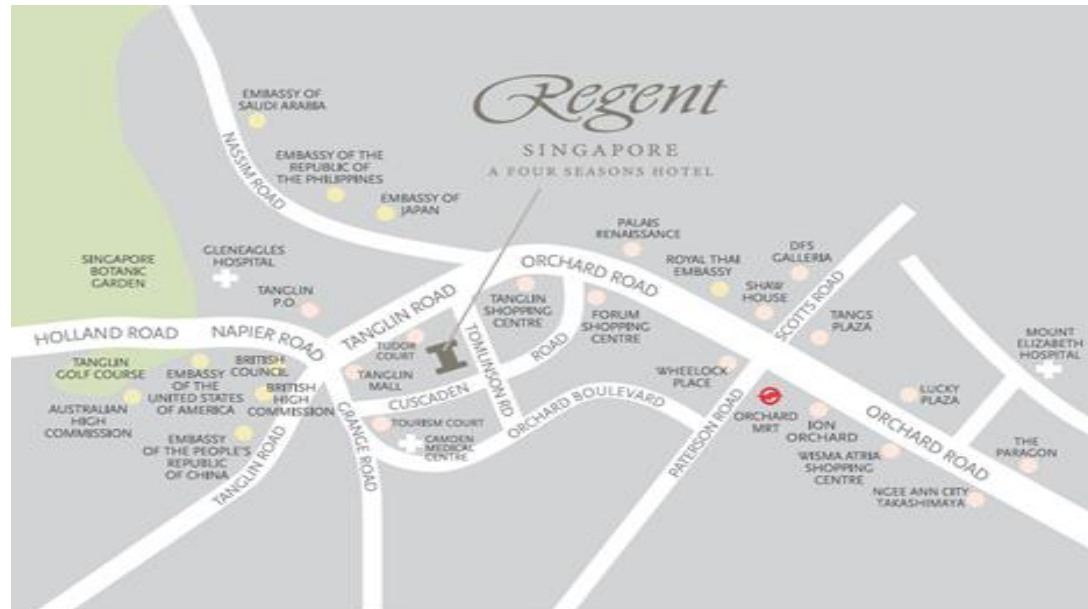 Regent
SINGAPORE
A FOUR SEASONS HOTEL
EMBASSY OF
SAUDI ARABIA
NASSIM ROAD
EMBASSY OF THE
REPUBLIC OF
THE PHILIPPINES
EMBASSY OF
JAPAN
PALAIS
RENAISSANCE
ROYAL THAI
EMBASSY
DFS
GALLERIA
SHAW
HOUSE
SCOTTS ROAD
TANGS
PLAZA
SINGAPORE
BOTANIC
GARDEN
GLENEAGLES
HOSPITAL
TANGLIN
P.O.
ORCHARD ROAD
TANGLIN
SHOPPING
CENTRE
FORUM
SHOPPING
CENTRE
MOUNT
ELIZABETH
HOSPITAL
HOLLAND ROAD
NAPIER ROAD
TANGLIN ROAD
TUDOR
COURT
TOMLINSON RD
CUSCADEN
ROAD
WHEELOCK
PLACE
TANGLIN
GOLF COURSE
EMBASSY
OF THE
UNITED STATES
OF AMERICA
BRITISH
COUNCIL
BRITISH
HIGH
COMMISSION
TANGLIN
MALL
AUSTRALIAN
HIGH
COMMISSION
EMBASSY
OF THE PEOPLE'S
REPUBLIC
OF CHINA
TANGLIN ROAD
GRANGE ROAD
TOURISM COURT
CAMDEN
MEDICAL
CENTRE
ORCHARD BOULEVARD
PATERSON ROAD
ORCHARD
MRT
ION
ORCHARD
LUCKY
PLAZA
ORCHARD ROAD
WISMA ATRIA
SHOPPING
CENTRE
THE
PARAGON
NGEE ANN CITY
TAKASHIMAYA